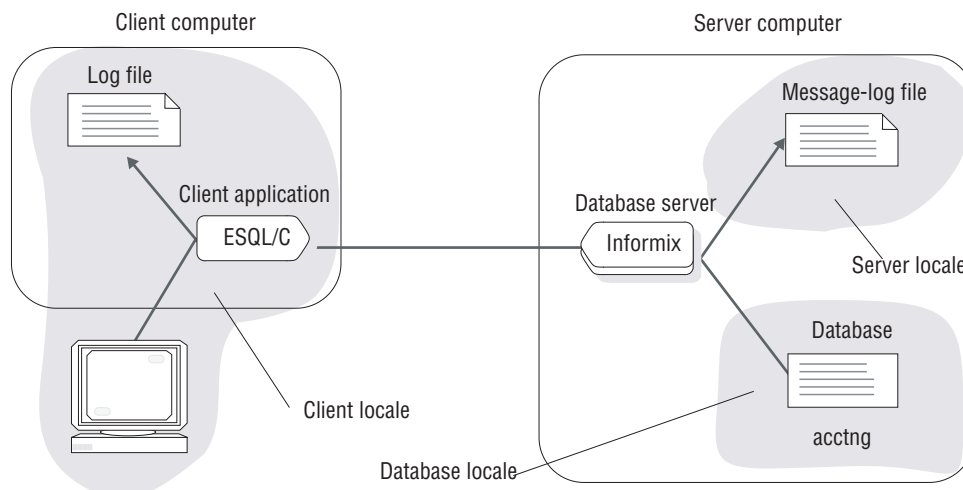 Client computer
Server computer
Log file
Message-log file
Client application
ESQL/C
Database server
Informix
Server locale
Database
Client locale
acctng
Database locale